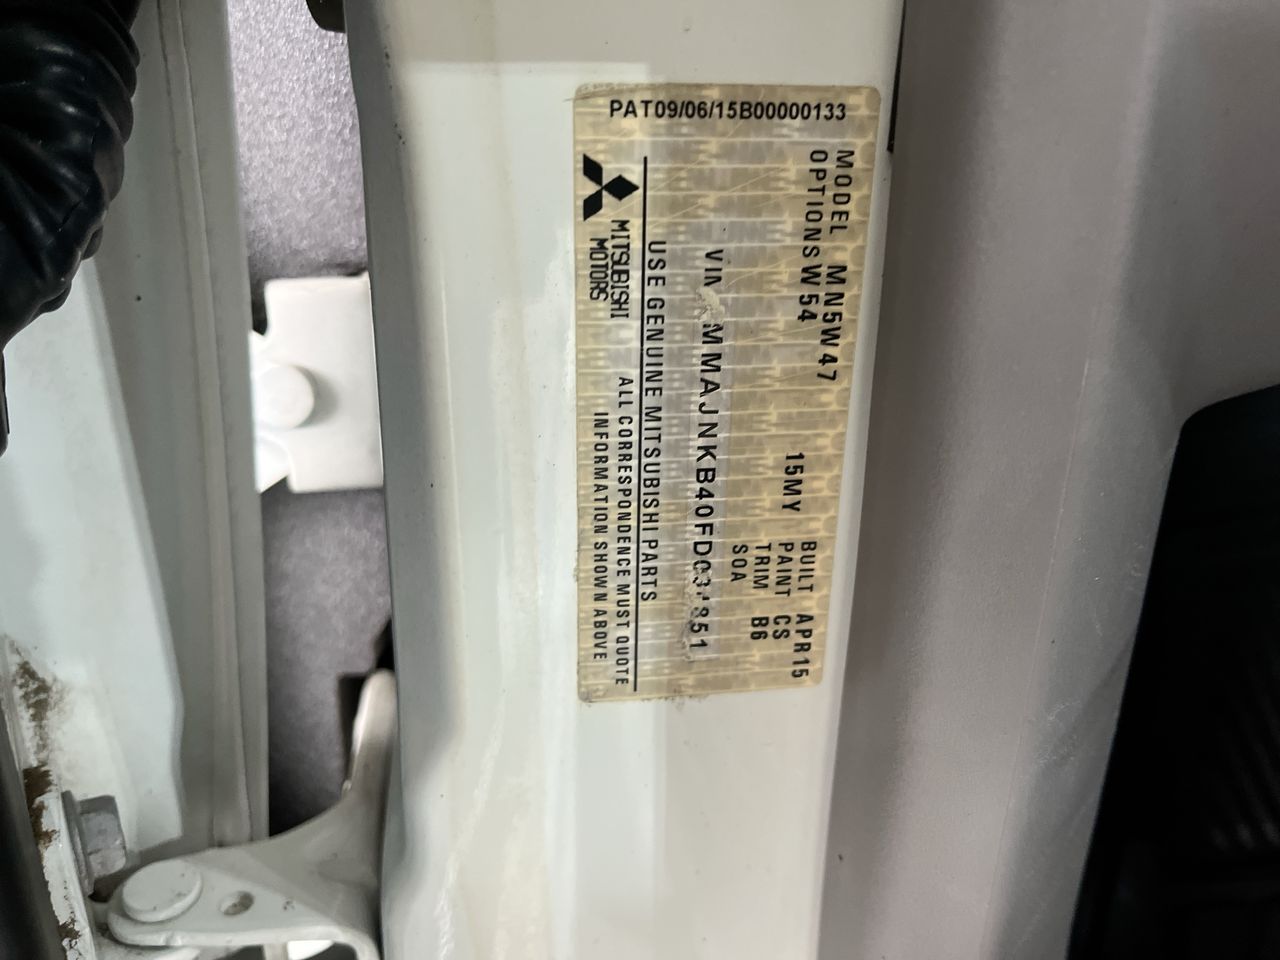 PAT09/06/15B00000133
MODEL MN5W47 BUILT APR15
OPTIONS W54 15MY PAINT CS
TRIM B6
SOA
VIN
USE GENUINE MITSUBISHI PARTS
MITSUBISHI MOTORS
ALL CORRESPONDENCE MUST QUOTE
INFORMATION SHOWN ABOVE